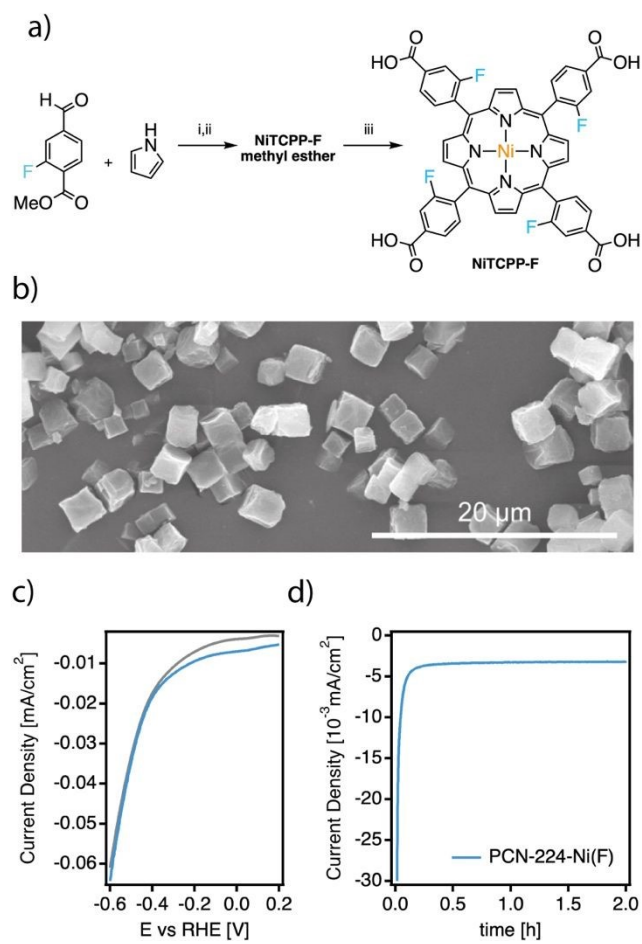 a)
H
O
F
MeO
O
+
H
N
i,ii
NiTCPP-F
methyl esther
iii
HO
O
F
O
OH
F
N
N
Ni
N
N
F
F
HO
O
O
OH
NiTCPP-F
b)
20 μm
c)
Current Density [mA/cm²]
-0.01
-0.02
-0.03
-0.04
-0.05
-0.06
-0.6
-0.4
-0.2
0.0
0.2
E vs RHE [V]
d)
Current Density [10⁻³mA/cm²]
0
-5
-10
-15
-20
-25
-30
PCN-224-Ni(F)
0.0
0.5
1.0
1.5
2.0
time [h]